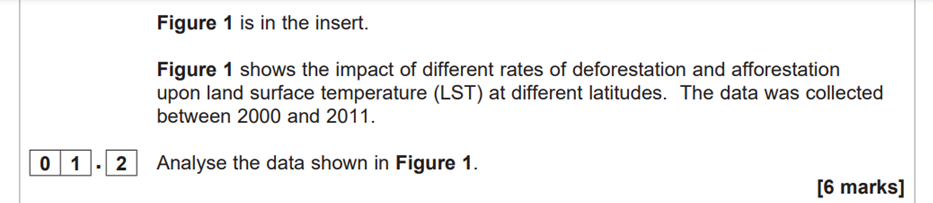 Figure 1 is in the insert.
Figure 1 shows the impact of different rates of deforestation and afforestation
upon land surface temperature (LST) at different latitudes.  The data was collected
between 2000 and 2011.
0 1 . 2 Analyse the data shown in Figure 1.
[6 marks]